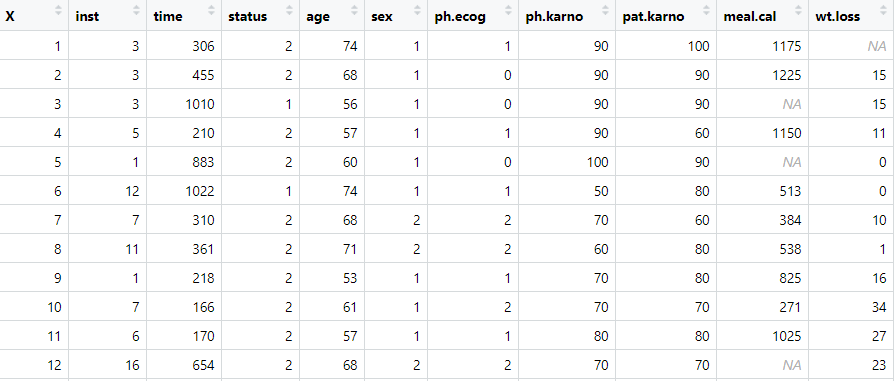 X inst time status age sex ph.ecog ph.karno pat.karno meal.cal wt.loss
1 3 306 2 74 1 1 90 100 1175 NA
2 3 455 2 68 1 0 90 90 1225 15
3 3 1010 1 56 1 0 90 90 NA 15
4 5 210 2 57 1 1 90 60 1150 11
5 1 883 2 60 1 0 100 90 NA 0
6 12 1022 1 74 1 1 50 80 513 0
7 7 310 2 68 2 2 70 60 384 10
8 11 361 2 71 2 2 60 80 538 1
9 1 218 2 53 1 1 70 80 825 16
10 7 166 2 61 1 2 70 70 271 34
11 6 170 2 57 1 1 80 80 1025 27
12 16 654 2 68 2 2 70 70 NA 23